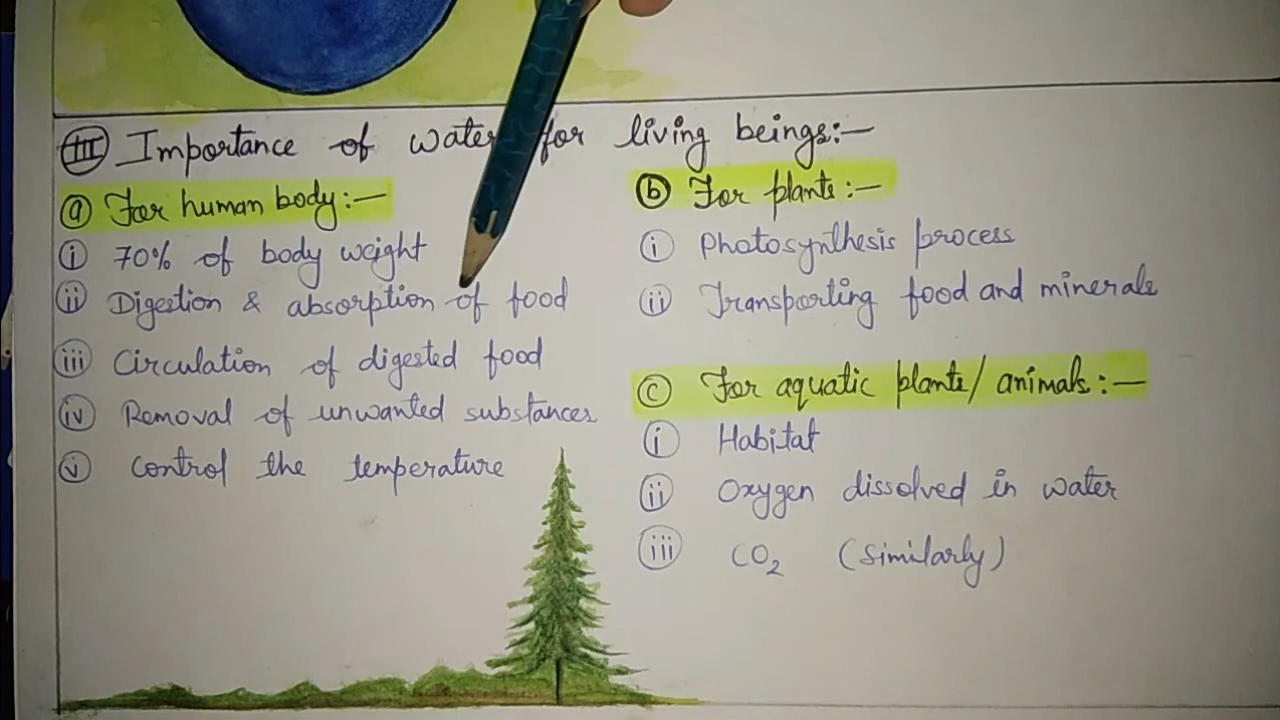 III Importance of water for living beings:-
a For human body:-
i 70% of body weight
ii Digestion & absorption of food
iii Circulation of digested food
iv Removal of unwanted substances
v control the temperature
b For plants:-
i Photosynthesis process
ii Transporting food and minerals
c For aquatic plants/animals:-
i Habitat
ii Oxygen dissolved in water
iii CO₂ (Similarly)